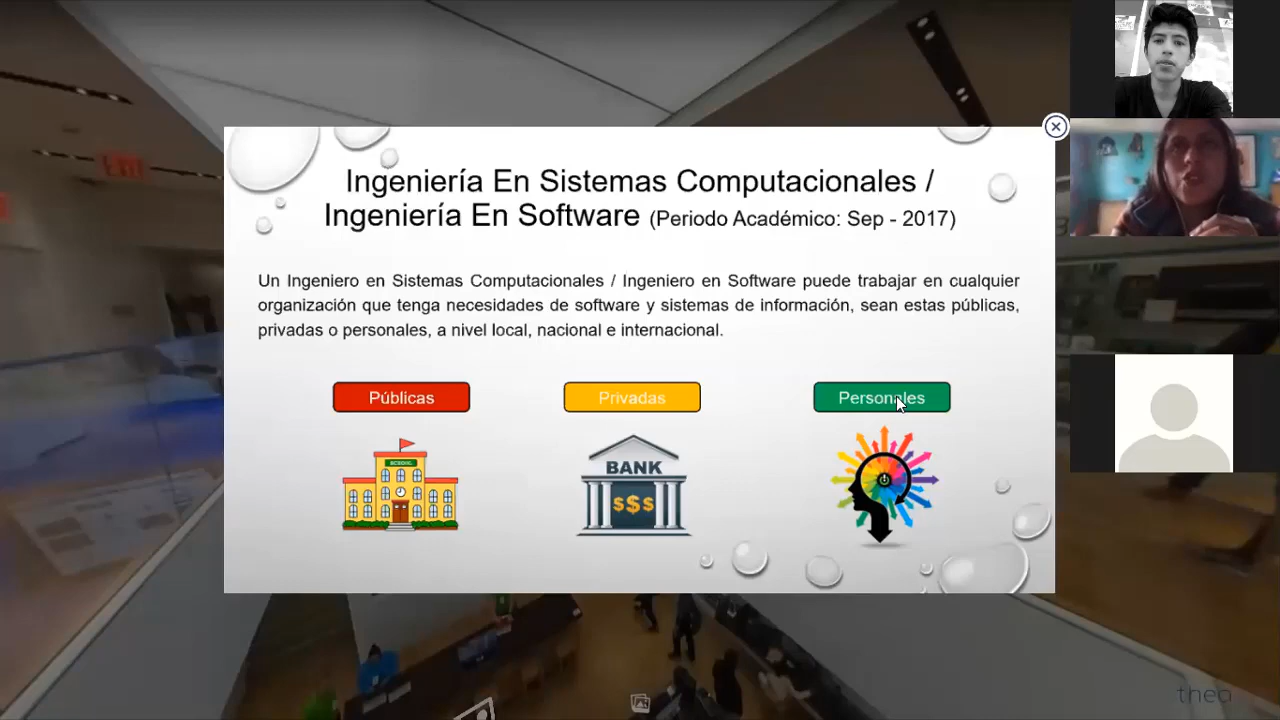 Ingeniería En Sistemas Computacionales /
Ingeniería En Software (Periodo Académico: Sep - 2017)
Un Ingeniero en Sistemas Computacionales / Ingeniero en Software puede trabajar en cualquier
organización que tenga necesidades de software y sistemas de información, sean estas públicas,
privadas o personales, a nivel local, nacional e internacional.
Públicas
Privadas
Personales
SCHOOL
BANK
$$$
EXIT
thea